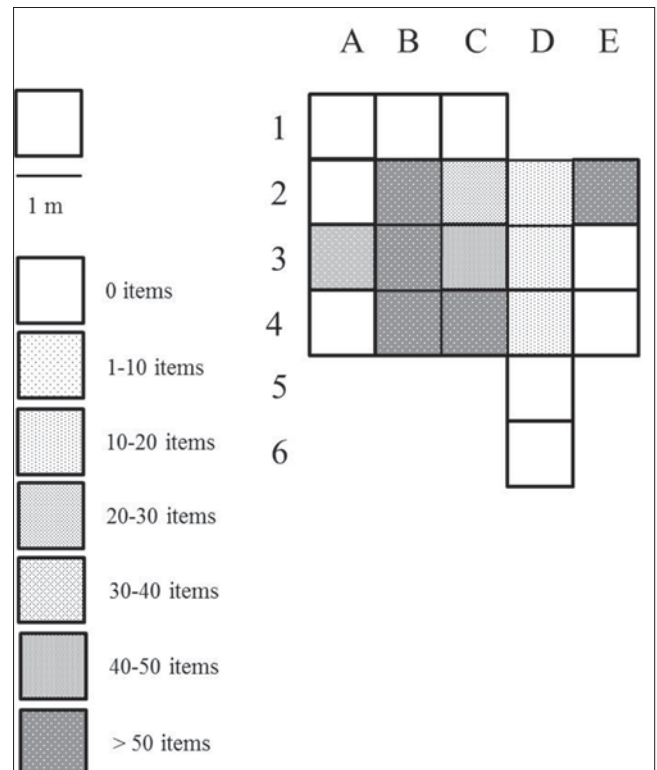 A B C D E
1
2
3
4
5
6
1 m
0 items
1-10 items
10-20 items
20-30 items
30-40 items
40-50 items
> 50 items